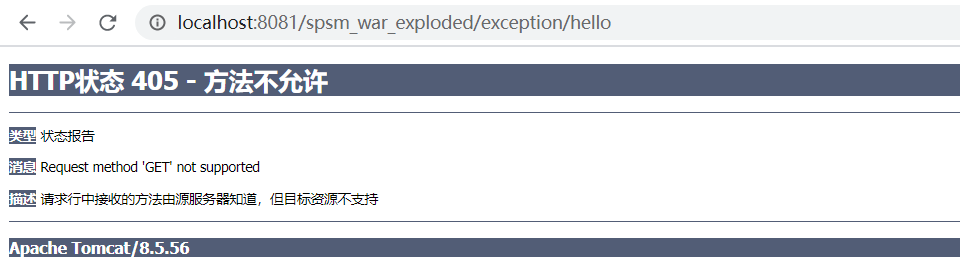 localhost:8081/spsm_war_exploded/exception/hello
HTTP状态 405 - 方法不允许
类型 状态报告
消息 Request method 'GET' not supported
描述 请求行中接收的方法由源服务器知道，但目标资源不支持
Apache Tomcat/8.5.56